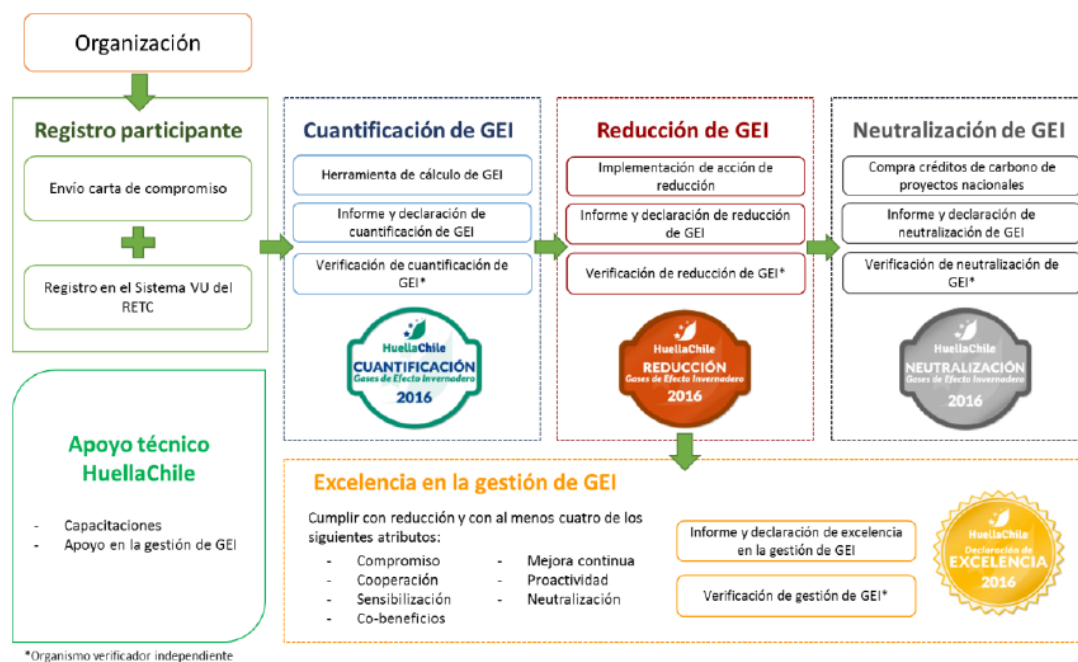 Organización
Registro participante
Envío carta de compromiso
Registro en el Sistema VU del
RETC
Cuantificación de GEI
Herramienta de cálculo de GEI
Informe y declaración de
cuantificación de GEI
Verificación de cuantificación de
GEI*
HuellaChile
CUANTIFICACIÓN
Gases de Efecto Invernadero
2016
Reducción de GEI
Implementación de acción de
reducción
Informe y declaración de reducción
de GEI
Verificación de reducción de GEI*
HuellaChile
REDUCCIÓN
Gases de Efecto Invernadero
2016
Neutralización de GEI
Compra créditos de carbono de
proyectos nacionales
Informe y declaración de
neutralización de GEI
Verificación de neutralización de
GEI*
HuellaChile
NEUTRALIZACIÓN
Gases de Efecto Invernadero
2016
Apoyo técnico
HuellaChile
- Capacitaciones
- Apoyo en la gestión de GEI
Excelencia en la gestión de GEI
Cumplir con reducción y con al menos cuatro de los
siguientes atributos:
- Compromiso
- Cooperación
- Sensibilización
- Co-beneficios
- Mejora continua
- Proactividad
- Neutralización
Informe y declaración de excelencia
en la gestión de GEI
Verificación de gestión de GEI*
HuellaChile
Declaración de
EXCELENCIA
2016
*Organismo verificador independiente